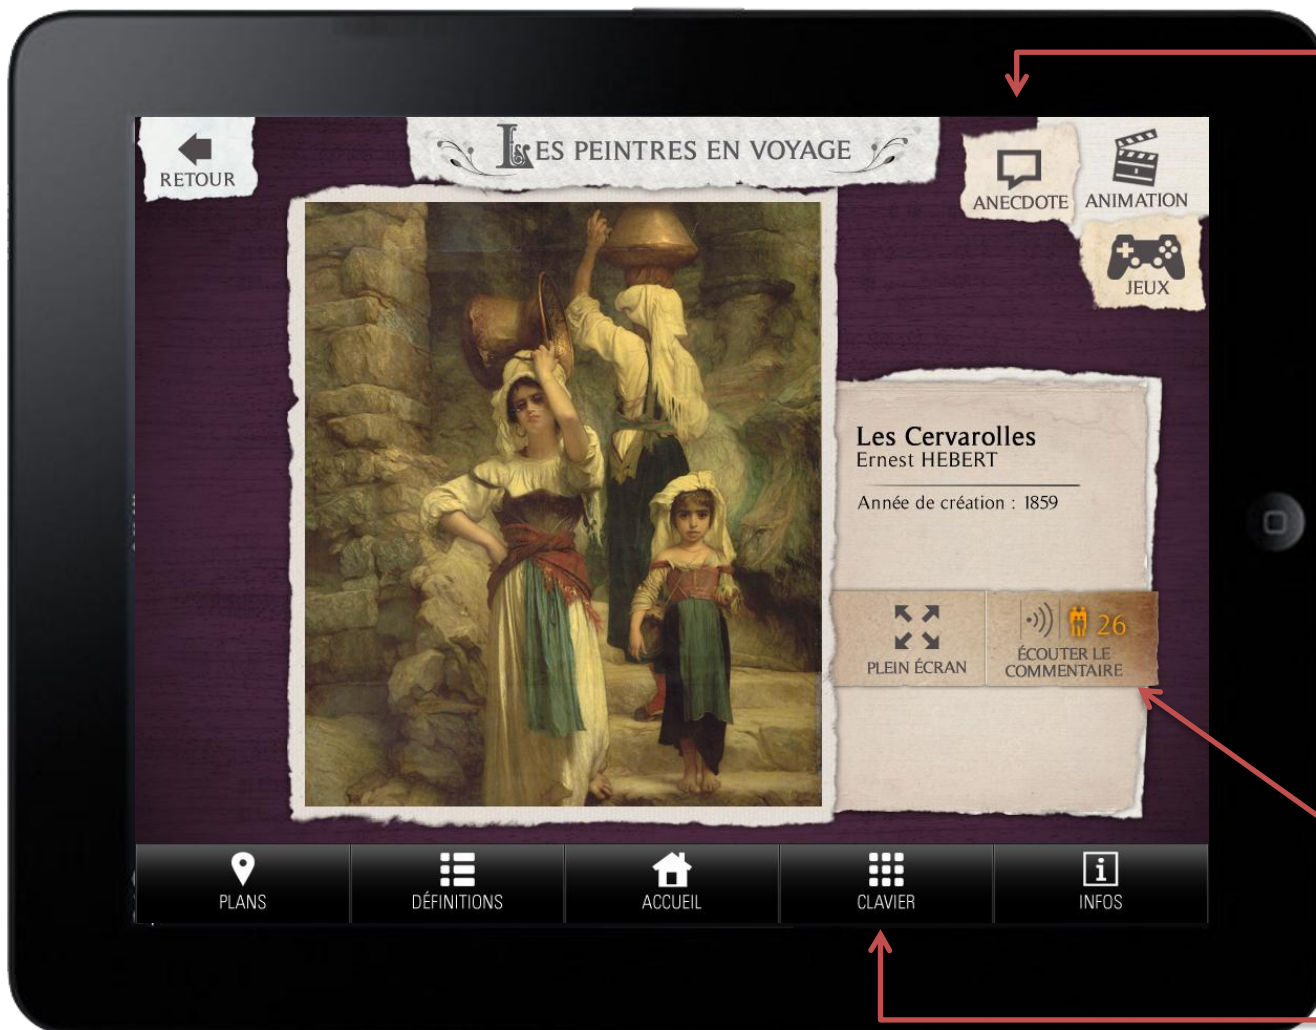 RETOUR
LES PEINTRES EN VOYAGE
ANECDOTE
ANIMATION
JEUX
Les Cervarolles
Ernest HEBERT
Année de création : 1859
PLEIN ÉCRAN
26
ÉCOUTER LE
COMMENTAIRE
PLANS
DÉFINITIONS
ACCUEIL
CLAVIER
INFOS